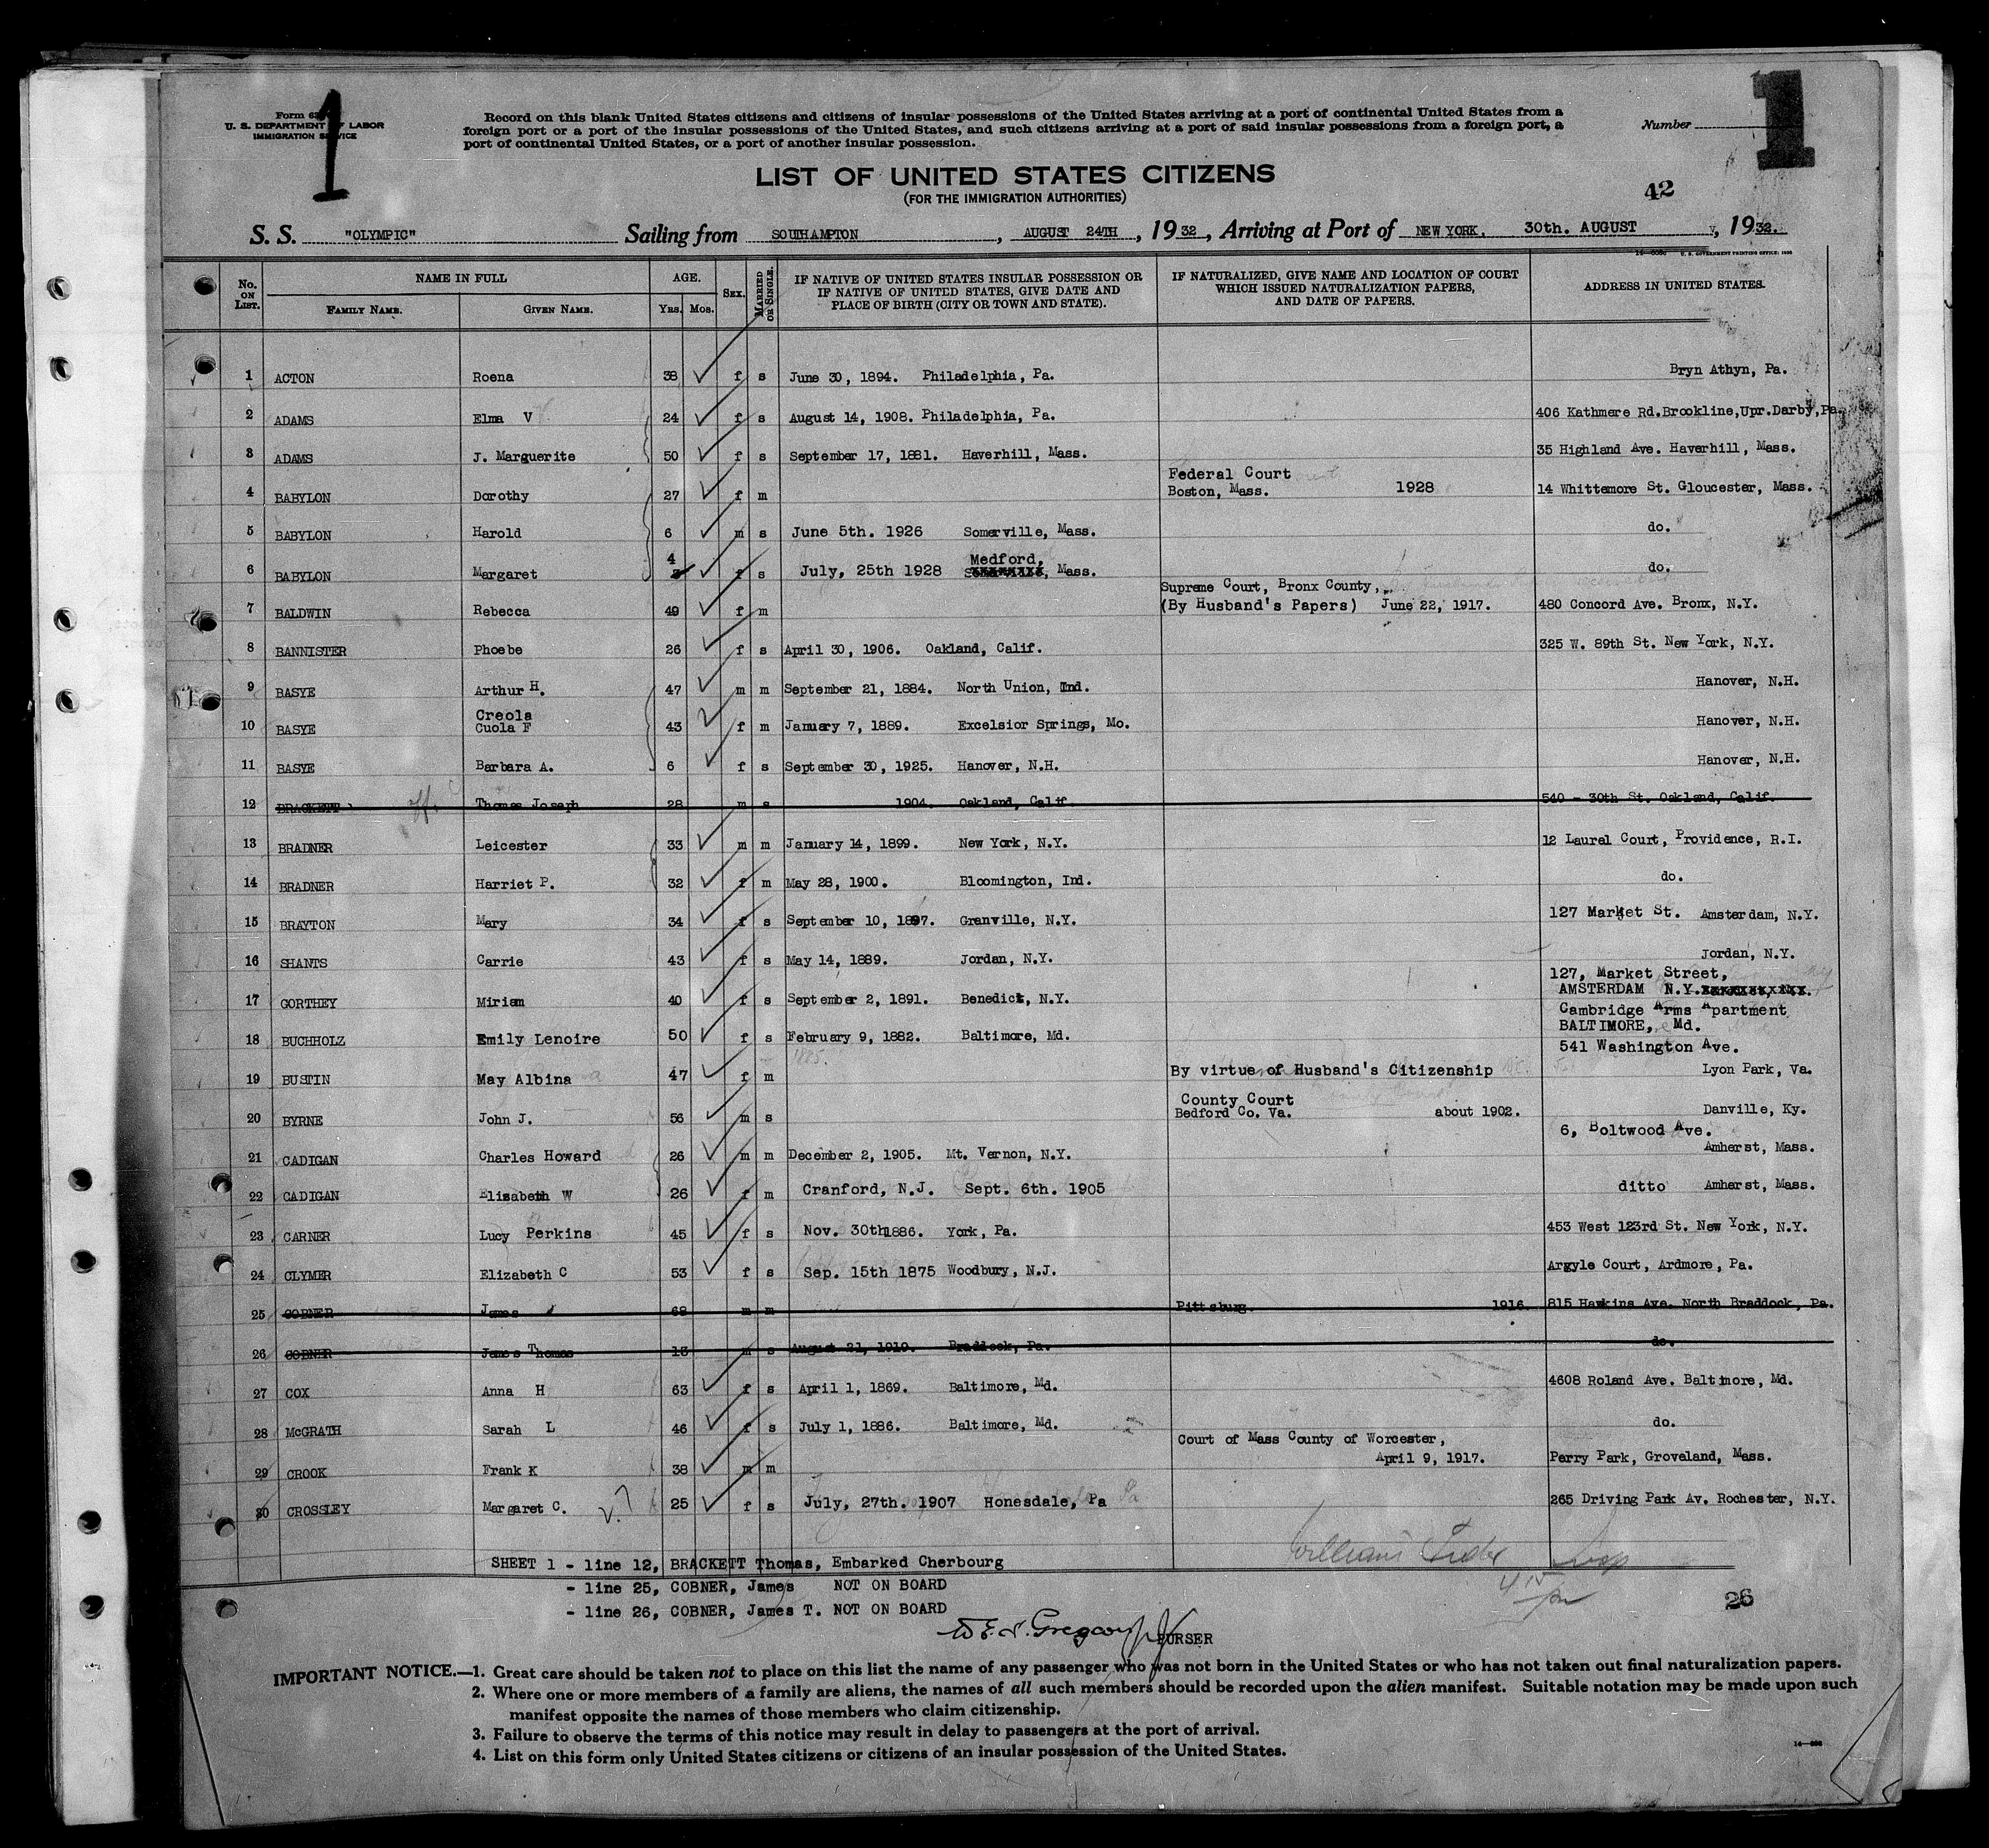 Form 6
U. S. DEPARTMENT OF LABOR
IMMIGRATION SERVICE
1
Record on this blank United States citizens and citizens of insular possessions of the United States arriving at a port of continental United States from a
foreign port or a port of the insular possessions of the United States, and such citizens arriving at a port of said insular possessions from a foreign port, a
port of continental United States, or a port of another insular possession.
Number
1
LIST OF UNITED STATES CITIZENS
(FOR THE IMMIGRATION AUTHORITIES)
42
S. S. "OLYMPIC" Sailing from SOUTHAMPTON, AUGUST 24TH, 1932, Arriving at Port of NEW YORK. 30th. AUGUST, 1932.
U. S. GOVERNMENT PRINTING OFFICE: 1930
No. ON LIST. NAME IN FULL FAMILY NAME. GIVEN NAME. AGE. YRS. MOS. SEX. MARRIED OR SINGLE. IF NATIVE OF UNITED STATES INSULAR POSSESSION OR IF NATIVE OF UNITED STATES, GIVE DATE AND PLACE OF BIRTH (CITY OR TOWN AND STATE). IF NATURALIZED, GIVE NAME AND LOCATION OF COURT WHICH ISSUED NATURALIZATION PAPERS, AND DATE OF PAPERS. ADDRESS IN UNITED STATES.
1 ACTON Roena 38 f s June 30, 1894. Philadelphia, Pa. Bryn Athyn, Pa.
2 ADAMS Elma V 24 f s August 14, 1908. Philadelphia, Pa. 406 Kathmere Rd.Brookline,Upr.Darby,Pa.
3 ADAMS J. Marguerite 50 f s September 17, 1881. Haverhill, Mass. 35 Highland Ave. Haverhill, Mass.
Federal Court
4 BABYLON Dorothy 27 f m Boston, Mass. 1928 14 Whittemore St. Gloucester, Mass.
5 BABYLON Harold 6 m s June 5th. 1926 Somerville, Mass. do.
4 Medford,
6 BABYLON Margaret f s July, 25th 1928 Mass. do.
Supreme Court, Bronx County,
7 BALDWIN Rebecca 49 f m (By Husband's Papers) June 22, 1917. 480 Concord Ave. Bronx, N.Y.
8 BANNISTER Phoebe 26 f s April 30, 1906. Oakland, Calif. 325 W. 89th St. New York, N.Y.
9 BASYE Arthur H. 47 m m September 21, 1884. North Union, Ind. Hanover, N.H.
Creola
10 BASYE Cuola F 43 f m January 7, 1889. Excelsior Springs, Mo. Hanover, N.H.
11 BASYE Barbara A. 6 f s September 30, 1925. Hanover, N.H. Hanover, N.H.
12 BRACKETT Thomas Joseph 28 m s 1904. Oakland, Calif. 540 - 30th St. Oakland, Calif.
13 BRADNER Leicester 33 m m January 14, 1899. New York, N.Y. 12 Laurel Court, Providence, R.I.
14 BRADNER Harriet P. 32 f m May 28, 1900. Bloomington, Ind. do.
15 BRAYTON Mary 34 f s September 10, 1897. Granville, N.Y. 127 Market St. Amsterdam, N.Y.
16 SHANTS Carrie 43 f s May 14, 1889. Jordan, N.Y. Jordan, N.Y.
127, Market Street,
17 GORTHEY Miriam 40 f s September 2, 1891. Benedict, N.Y. AMSTERDAM N.Y.
Cambridge Arms Apartment
18 BUCHHOLZ Emily Lenoire 50 f s February 9, 1882. Baltimore, Md. BALTIMORE, Md.
1885. 541 Washington Ave.
19 BUSTIN May Albina 47 f m By virtue of Husband's Citizenship Lyon Park, Va.
County Court
20 BYRNE John J. 56 m s Bedford Co. Va. about 1902. Danville, Ky.
6, Boltwood Ave.
21 CADIGAN Charles Howard 26 m m December 2, 1905. Mt. Vernon, N.Y. Amherst, Mass.
22 CADIGAN Elisabeth W 26 f m Cranford, N.J. Sept. 6th. 1905 ditto Amherst, Mass.
23 CARNER Lucy Perkins 45 f s Nov. 30th1886. York, Pa. 453 West 123rd St. New York, N.Y.
24 CLYMER Elizabeth C 53 f s Sep. 15th 1875 Woodbury, N.J. Argyle Court, Ardmore, Pa.
25 COBNER James 68 m m Pittsburg. 1916. 815 Hawkins Ave. North Braddock, Pa.
26 COBNER James Thomas 13 m s August 21, 1919. Braddock, Pa. do.
27 COX Anna H 63 f s April 1, 1869. Baltimore, Md. 4608 Roland Ave. Baltimore, Md.
28 McGRATH Sarah L 46 f s July 1, 1886. Baltimore, Md. do.
Court of Mass County of Worcester,
29 CROOK Frank K 38 m m April 9, 1917. Perry Park, Groveland, Mass.
30 CROSSLEY Margaret C. 25 f s July, 27th. 1907 Honesdale, Pa 265 Driving Park Av. Rochester, N.Y.
SHEET 1 - line 12, BRACKETT Thomas, Embarked Cherbourg
- line 25, COBNER, James NOT ON BOARD
- line 26, COBNER, James T. NOT ON BOARD
26
PURSER
IMPORTANT NOTICE.—1. Great care should be taken not to place on this list the name of any passenger who was not born in the United States or who has not taken out final naturalization papers.
2. Where one or more members of a family are aliens, the names of all such members should be recorded upon the alien manifest. Suitable notation may be made upon such
manifest opposite the names of those members who claim citizenship.
3. Failure to observe the terms of this notice may result in delay to passengers at the port of arrival.
4. List on this form only United States citizens or citizens of an insular possession of the United States.